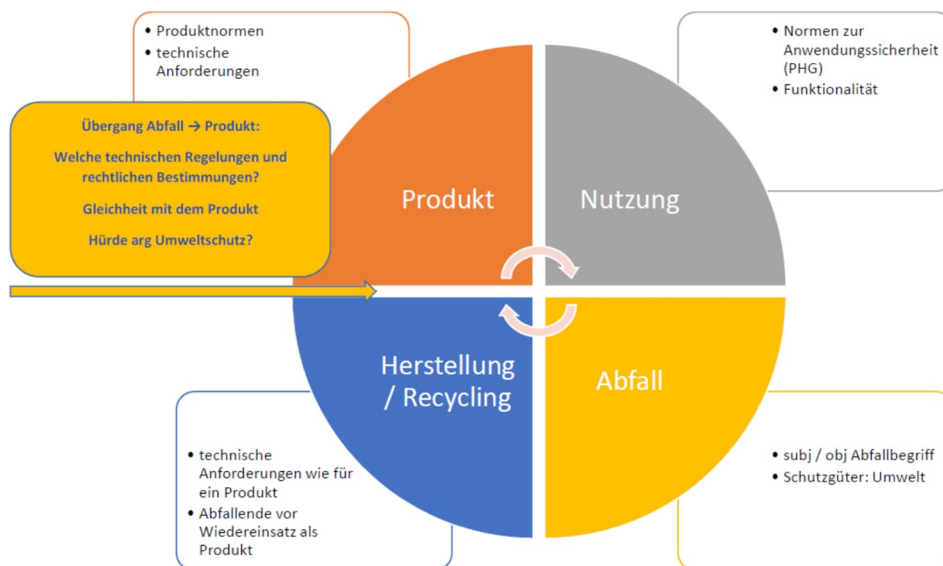 • Produktnormen
• technische
Anforderungen
• Normen zur
Anwendungssicherheit
(PHG)
• Funktionalität
Übergang Abfall → Produkt:
Welche technischen Regelungen und
rechtlichen Bestimmungen?
Gleichheit mit dem Produkt
Hürde arg Umweltschutz?
Produkt
Nutzung
Herstellung
/ Recycling
Abfall
• technische
Anforderungen wie für
ein Produkt
• Abfallende vor
Wiedereinsatz als
Produkt
• subj / obj Abfallbegriff
• Schutzgüter: Umwelt